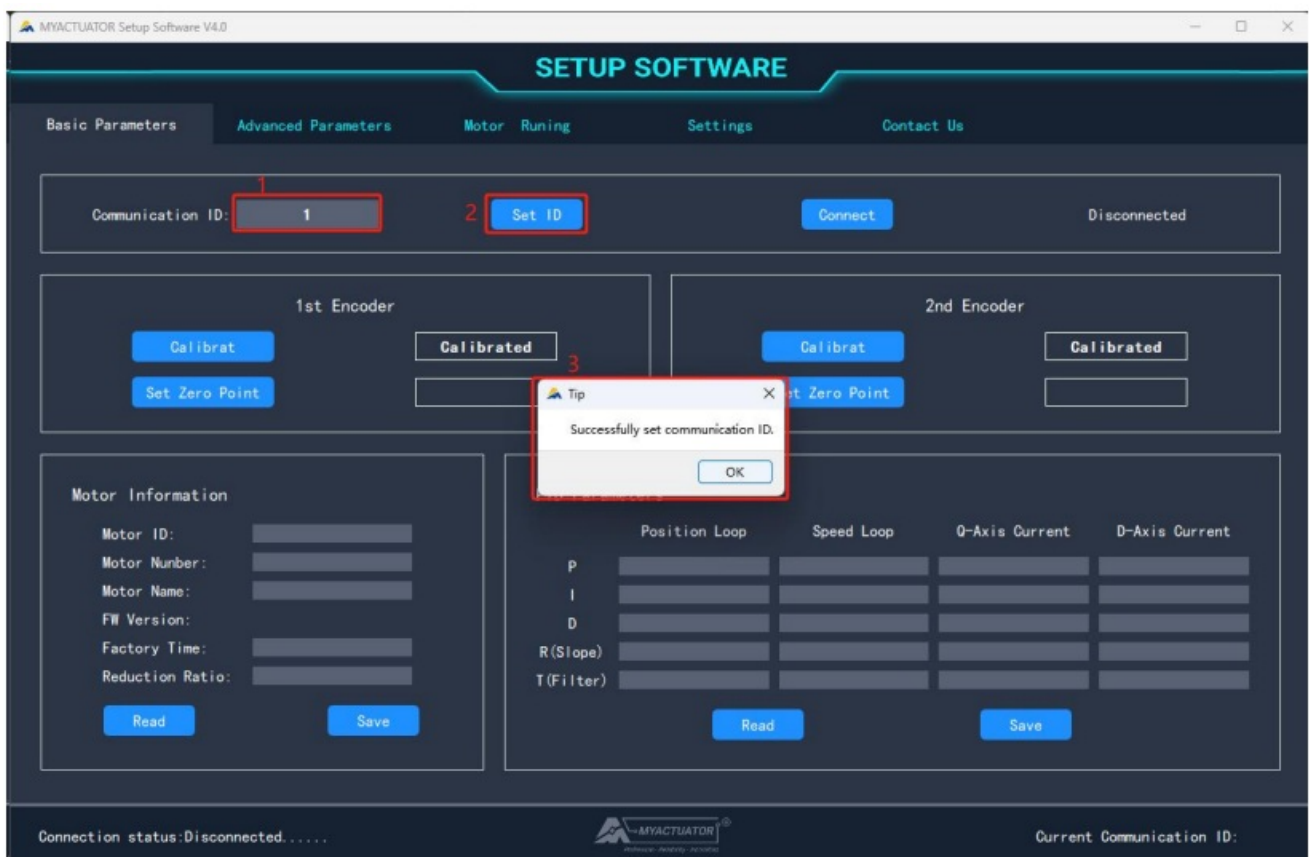 MYACTUATOR Setup Software V4.0
SETUP SOFTWARE
Basic Parameters Advanced Parameters Motor Runing Settings Contact Us
1
Communication ID: 1 2 Set ID Connect Disconnected
1st Encoder 2nd Encoder
Calibrat Calibrated Calibrat Calibrated
3
Set Zero Point Tip et Zero Point
Successfully set communication ID.
OK
Motor Information
Position Loop Speed Loop Q-Axis Current D-Axis Current
Motor ID:
Motor Nunber:
Motor Name:
FW Version:
Factory Time:
Reduction Ratio:
P
I
D
R(Slope)
T(Filter)
Read Save Read Save
Connection status:Disconnected...... MYACTUATOR ® Current Communication ID: